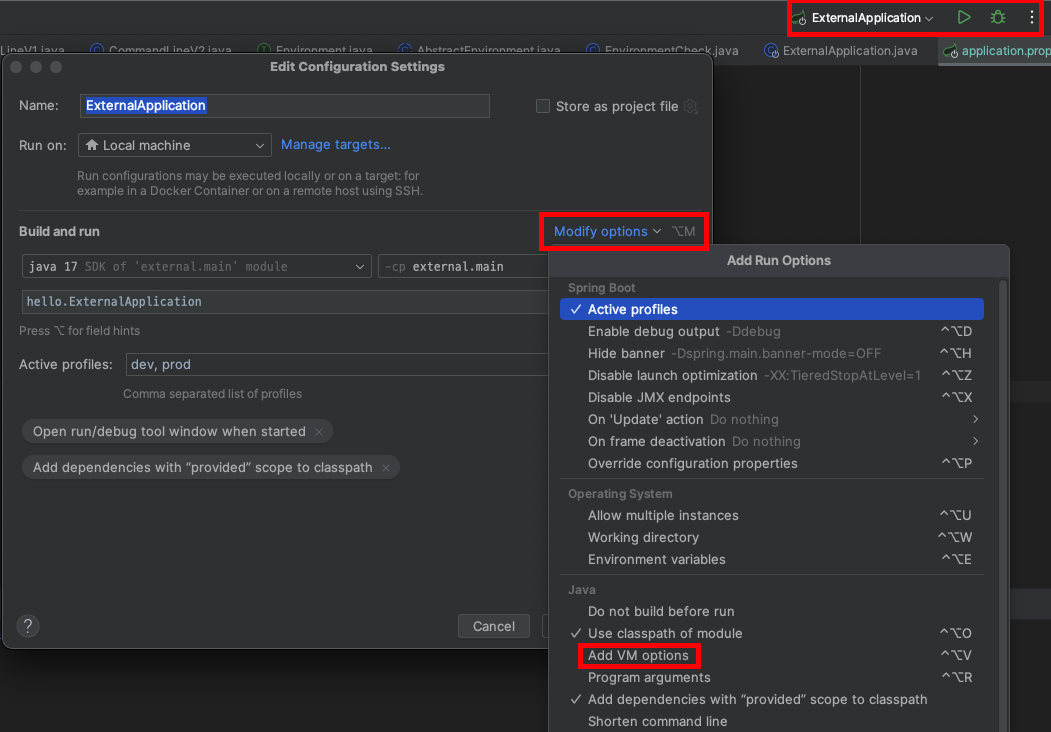 ExternalApplication
LineV1.java CommandLineV2.java Environment.java AbstractEnvironment.java EnvironmentCheck.java ExternalApplication.java application.prop
Edit Configuration Settings
Name: ExternalApplication Store as project file
Run on: Local machine Manage targets...
Run configurations may be executed locally or on a target: for
example in a Docker Container or on a remote host using SSH.
Build and run Modify options ⌥M
java 17 SDK of 'external.main' module -cp external.main
hello.ExternalApplication
Press ⌥ for field hints
Active profiles: dev, prod
Comma separated list of profiles
Open run/debug tool window when started ×
Add dependencies with “provided” scope to classpath ×
? Cancel
Add Run Options
Spring Boot
✓ Active profiles
Enable debug output -Ddebug ^⌥D
Hide banner -Dspring.main.banner-mode=OFF ^⌥H
Disable launch optimization -XX:TieredStopAtLevel=1 ^⌥Z
Disable JMX endpoints ^⌥X
On 'Update' action Do nothing >
On frame deactivation Do nothing >
Override configuration properties ^⌥P
Operating System
Allow multiple instances ^⌥U
Working directory ^⌥W
Environment variables ^⌥E
Java
Do not build before run
✓ Use classpath of module ^⌥O
Add VM options ^⌥V
Program arguments ^⌥R
✓ Add dependencies with “provided” scope to classpath
Shorten command line